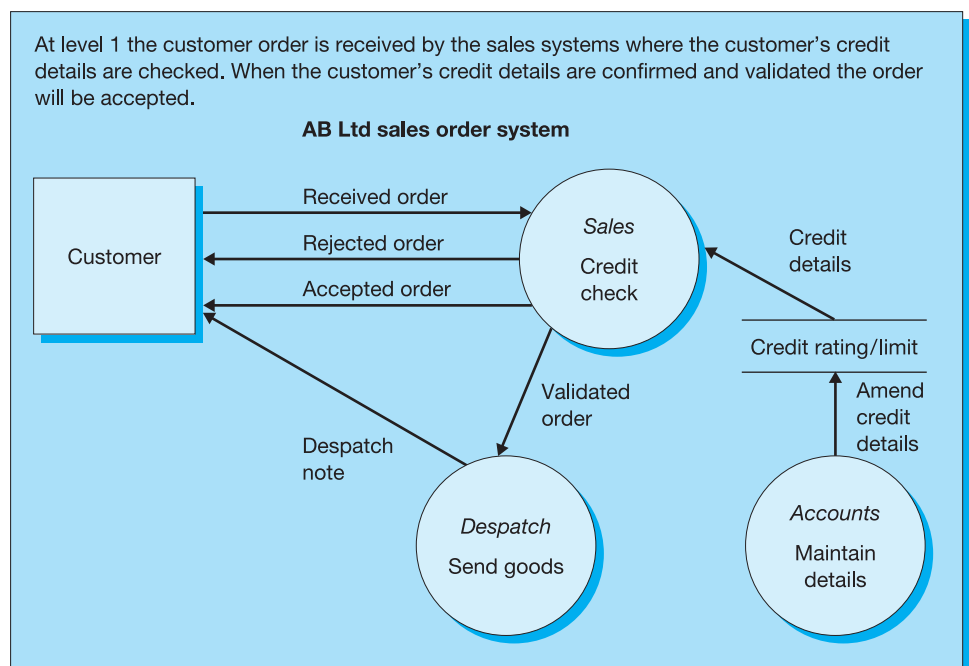 At level 1 the customer order is received by the sales systems where the customer's credit
details are checked. When the customer's credit details are confirmed and validated the order
will be accepted.
AB Ltd sales order system
Customer
Received order
Rejected order
Accepted order
Sales
Credit
check
Credit
details
Credit rating/limit
Amend
credit
details
Validated
order
Despatch
note
Despatch
Send goods
Accounts
Maintain
details